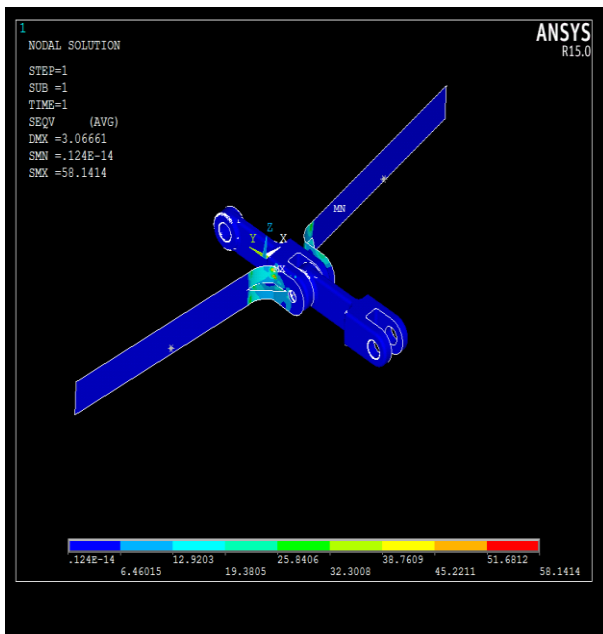 1
ANSYS
R15.0
NODAL SOLUTION
STEP=1
SUB =1
TIME=1
SEQV (AVG)
DMX =3.06661
SMN =.124E-14
SMX =58.1414
MN
Z
Y X
MX
.124E-14 12.9203 25.8406 38.7609 51.6812
6.46015 19.3805 32.3008 45.2211 58.1414